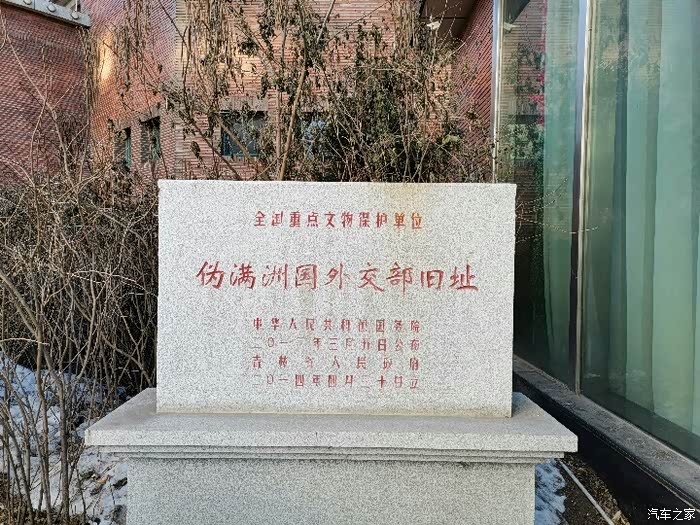 全国重点文物保护单位
伪满洲国外交部旧址
中华人民共和国国务院
二〇一三年三月五日公布
吉林省人民政府
二〇一四年四月二十日立
汽车之家